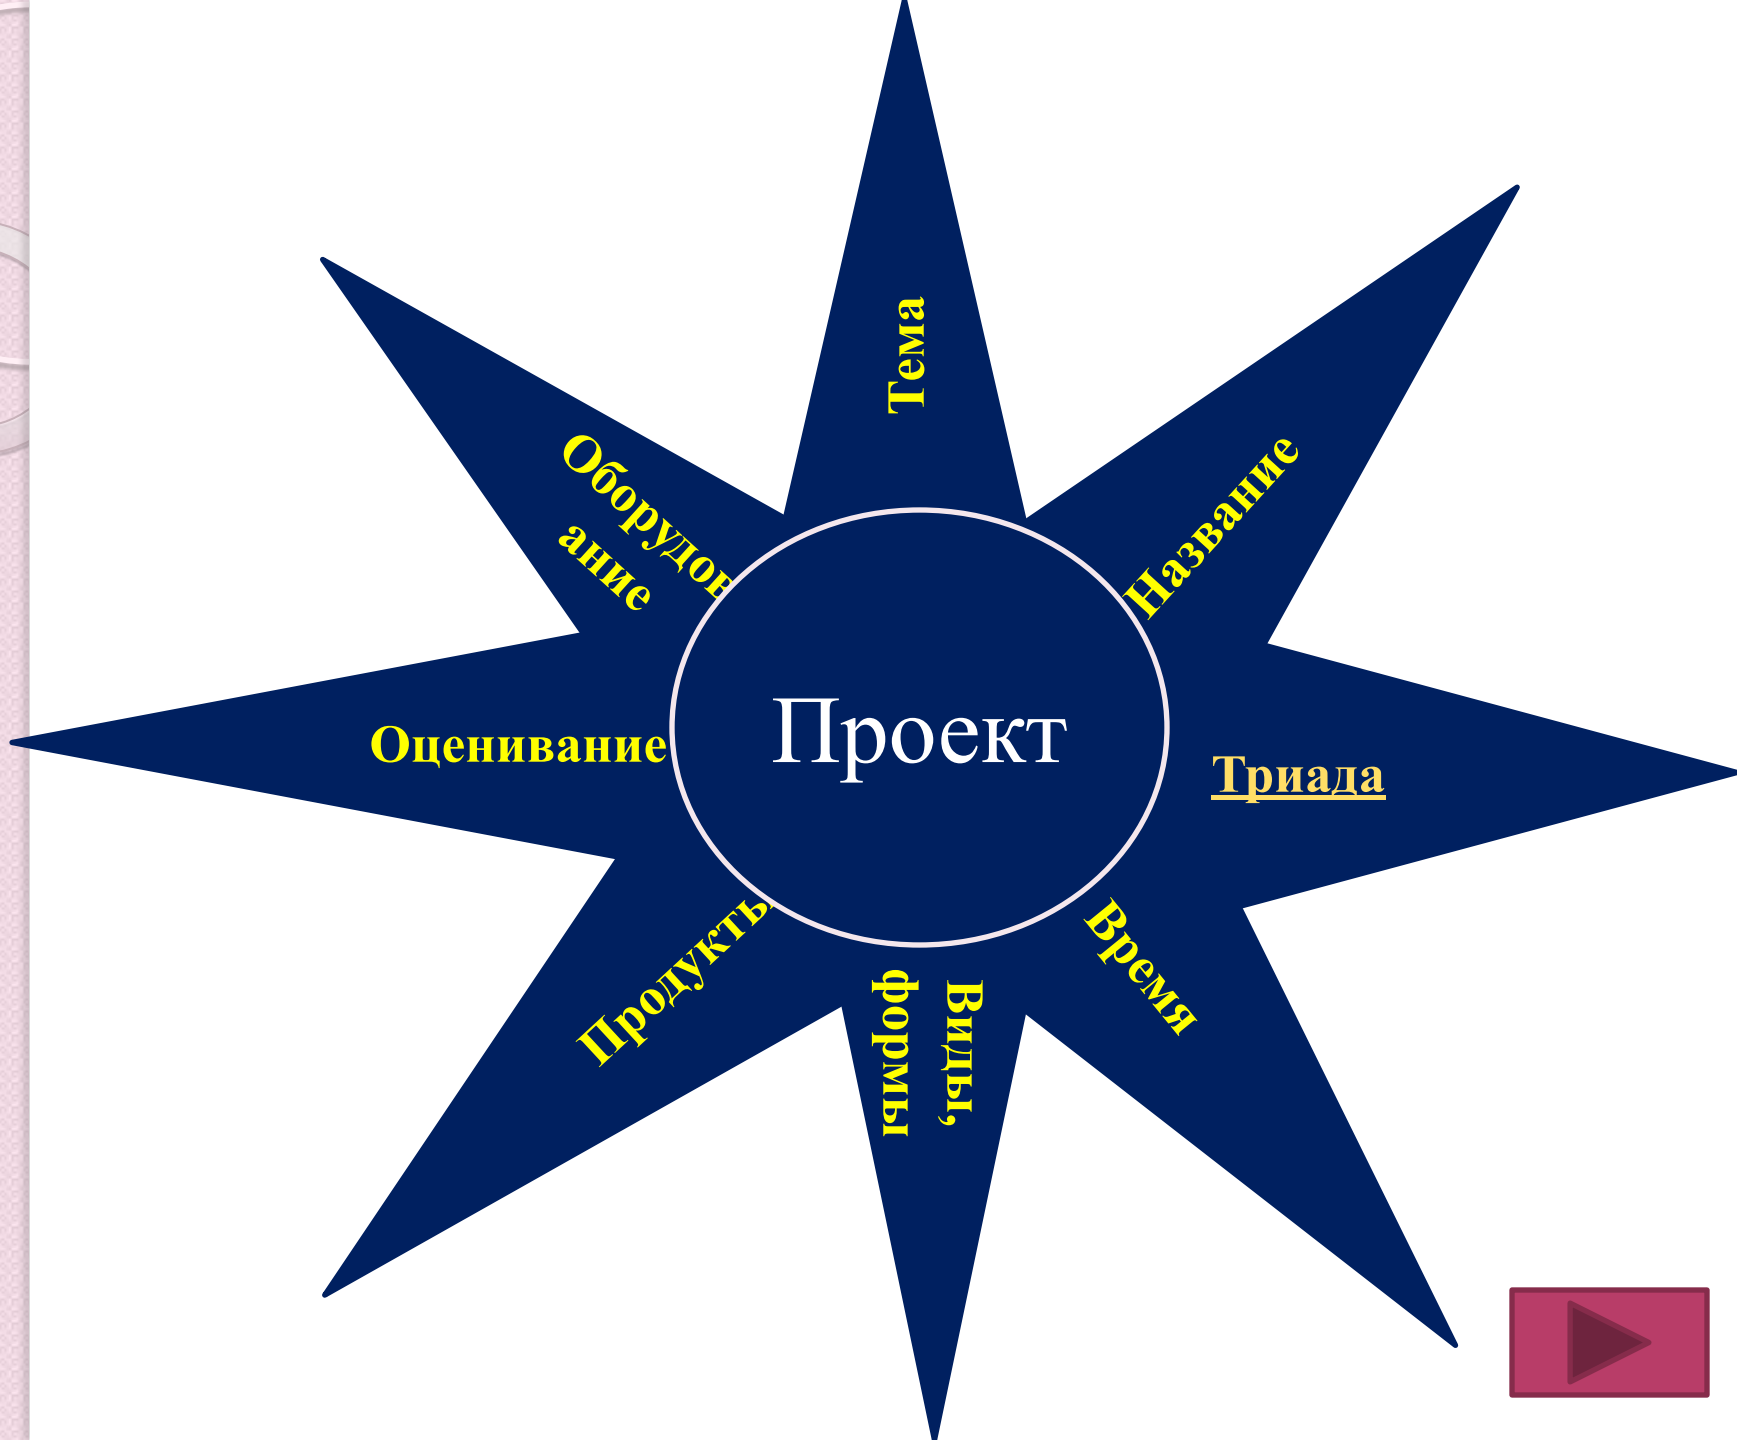 Тема
Название
Оборудов
ание
Проект
Оценивание
Триада
Время
Продукты
Виды,
формы